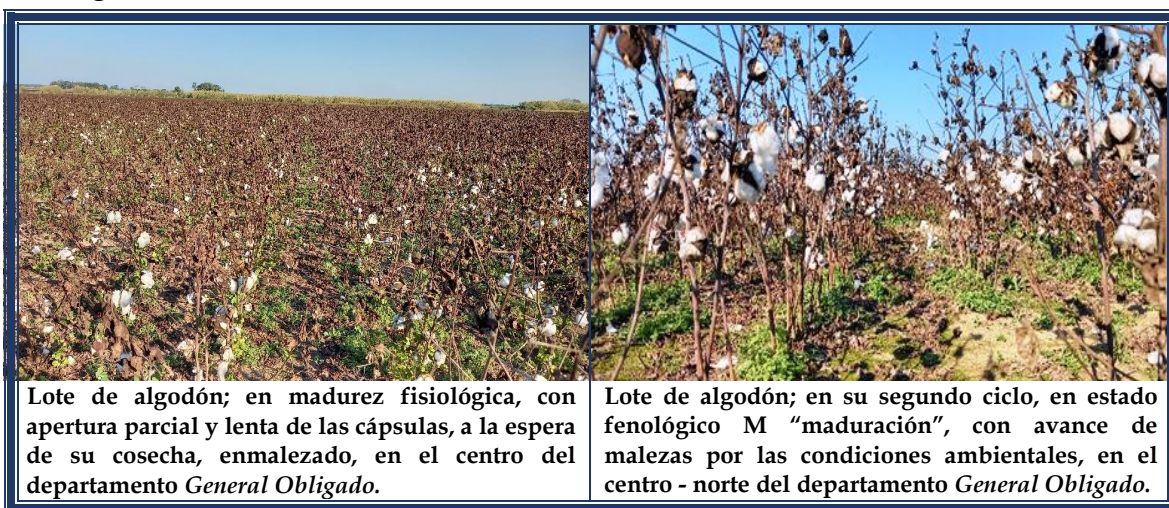 Lote de algodón; en madurez fisiológica, con
apertura parcial y lenta de las cápsulas, a la espera
de su cosecha, enmalezado, en el centro del
departamento General Obligado.
Lote de algodón; en su segundo ciclo, en estado
fenológico M “maduración”, con avance de
malezas por las condiciones ambientales, en el
centro - norte del departamento General Obligado.